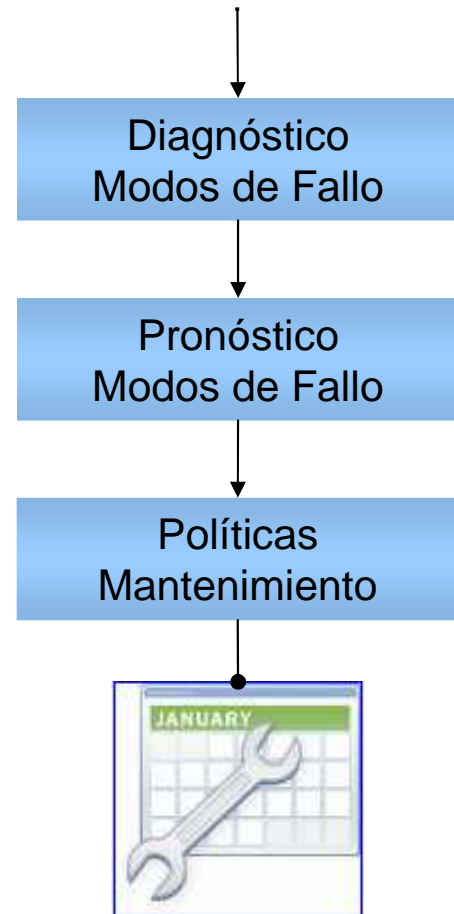 Diagnóstico
Modos de Fallo
Pronóstico
Modos de Fallo
Políticas
Mantenimiento
JANUARY